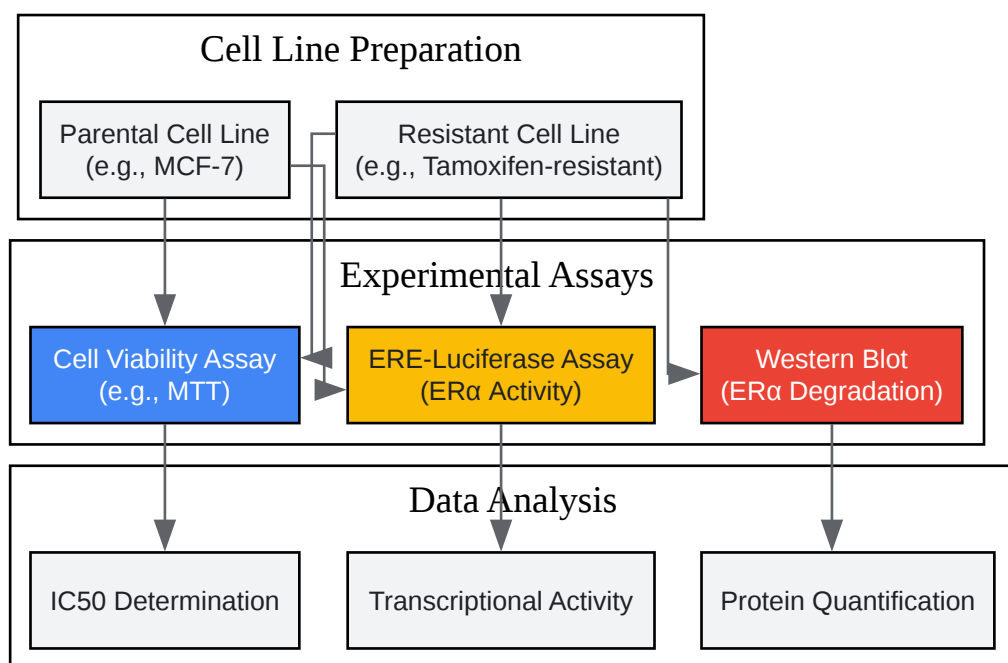 Cell Line Preparation
Parental Cell Line
(e.g., MCF-7)
Resistant Cell Line
(e.g., Tamoxifen-resistant)
Experimental Assays
Cell Viability Assay
(e.g., MTT)
ERE-Luciferase Assay
(ERα Activity)
Western Blot
(ERα Degradation)
Data Analysis
IC50 Determination
Transcriptional Activity
Protein Quantification